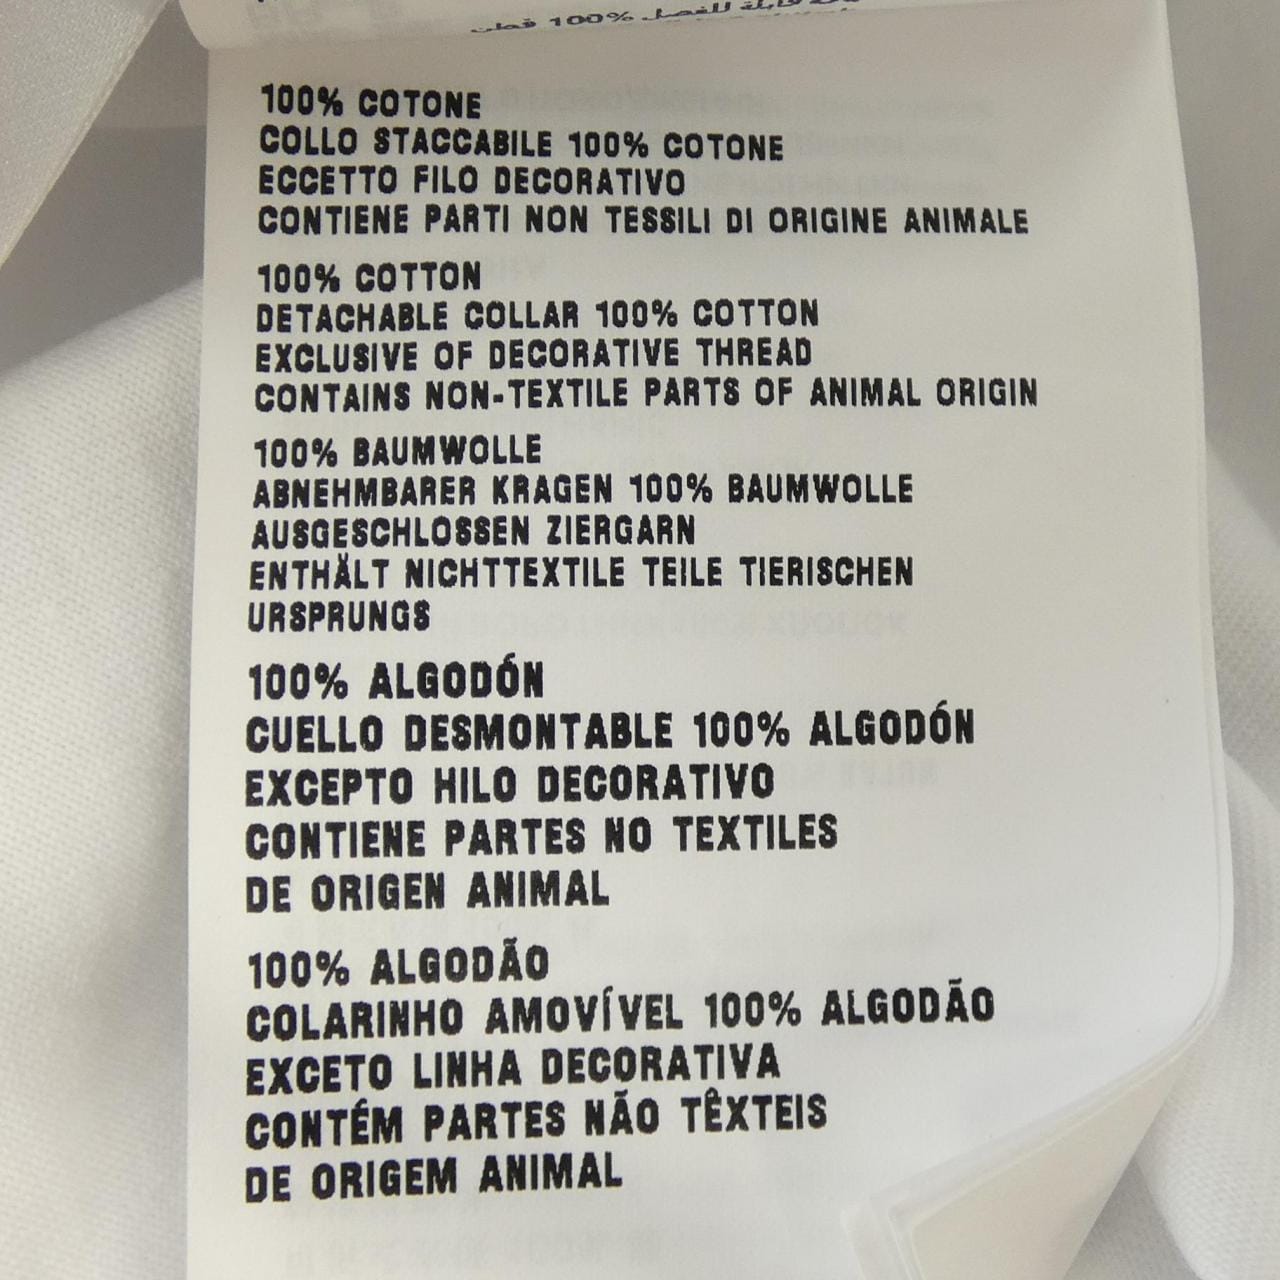 للفصل 100% قطن
100% COTONE
COLLO STACCABILE 100% COTONE
ECCETTO FILO DECORATIVO
CONTIENE PARTI NON TESSILI DI ORIGINE ANIMALE
100% COTTON
DETACHABLE COLLAR 100% COTTON
EXCLUSIVE OF DECORATIVE THREAD
CONTAINS NON-TEXTILE PARTS OF ANIMAL ORIGIN
100% BAUMWOLLE
ABNEHMBARER KRAGEN 100% BAUMWOLLE
AUSGESCHLOSSEN ZIERGARN
ENTHÄLT NICHTTEXTILE TEILE TIERISCHEN
URSPRUNGS
100% ALGODÓN
CUELLO DESMONTABLE 100% ALGODÓN
EXCEPTO HILO DECORATIVO
CONTIENE PARTES NO TEXTILES
DE ORIGEN ANIMAL
100% ALGODÃO
COLARINHO AMOVÍVEL 100% ALGODÃO
EXCETO LINHA DECORATIVA
CONTÉM PARTES NÃO TÊXTEIS
DE ORIGEM ANIMAL